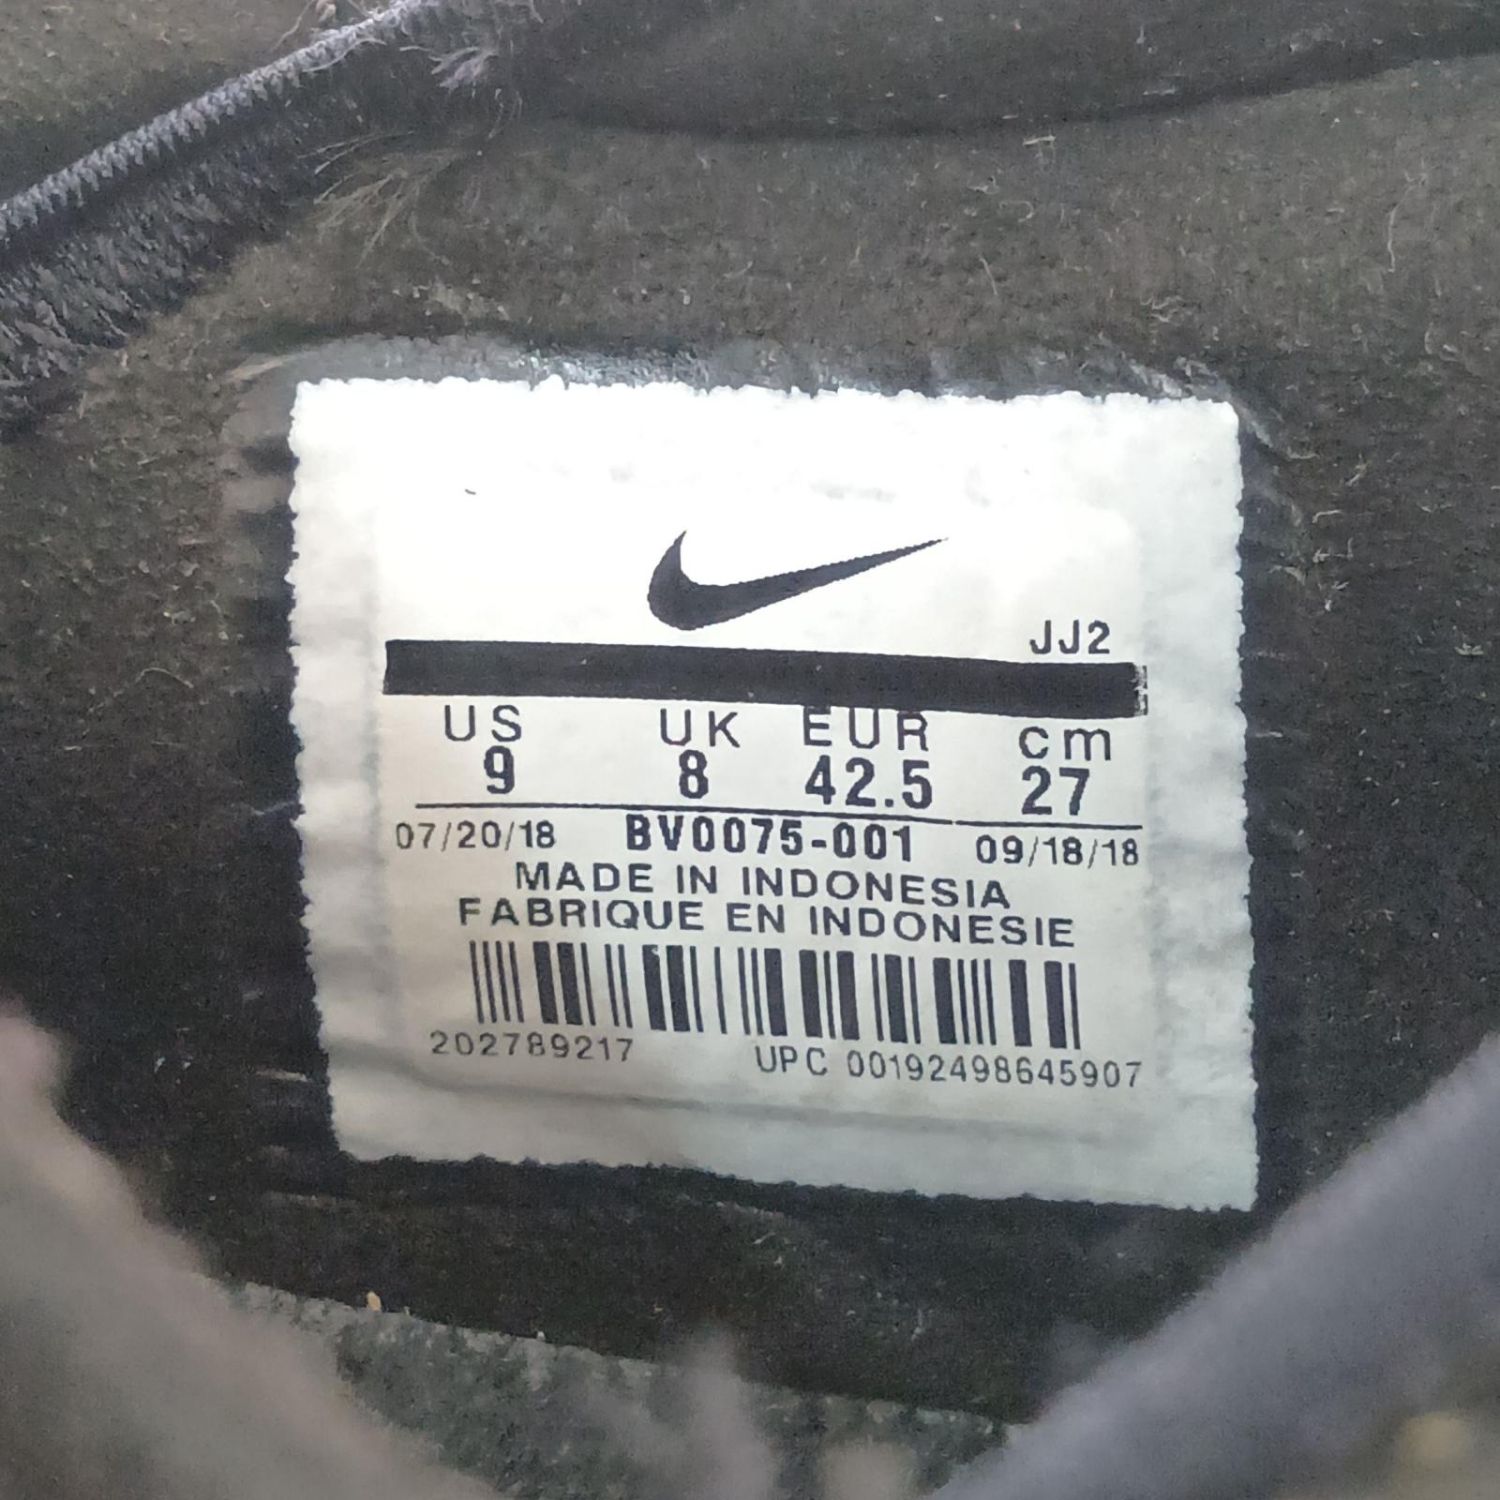 JJ2
US UK EUR cm
9 8 42.5 27
07/20/18 BV0075-001 09/18/18
MADE IN INDONESIA
FABRIQUE EN INDONESIE
202789217 UPC 00192498645907